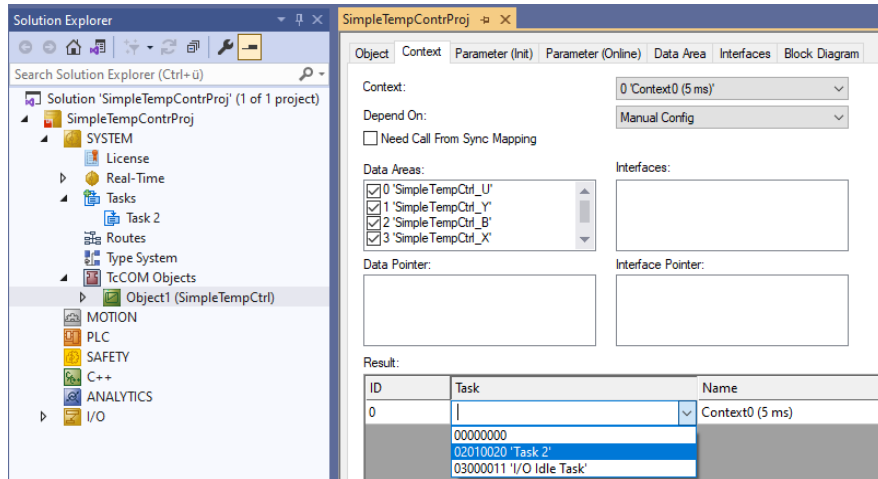 Solution Explorer
Search Solution Explorer (Ctrl+ü)
Solution 'SimpleTempContrProj' (1 of 1 project)
SimpleTempContrProj
SYSTEM
License
Real-Time
Tasks
Task 2
Routes
Type System
TcCOM Objects
Object1 (SimpleTempCtrl)
MOTION
PLC
SAFETY
C++
ANALYTICS
I/O
SimpleTempContrProj
Object Context Parameter (Init) Parameter (Online) Data Area Interfaces Block Diagram
Context: 0 'Context0 (5 ms)'
Depend On: Manual Config
Need Call From Sync Mapping
Data Areas: Interfaces:
0 'SimpleTempCtrl_U'
1 'SimpleTempCtrl_Y'
2 'SimpleTempCtrl_B'
3 'SimpleTempCtrl_X'
Data Pointer: Interface Pointer:
Result:
ID Task Name
0 Context0 (5 ms)
00000000
02010020 'Task 2'
03000011 'I/O Idle Task'